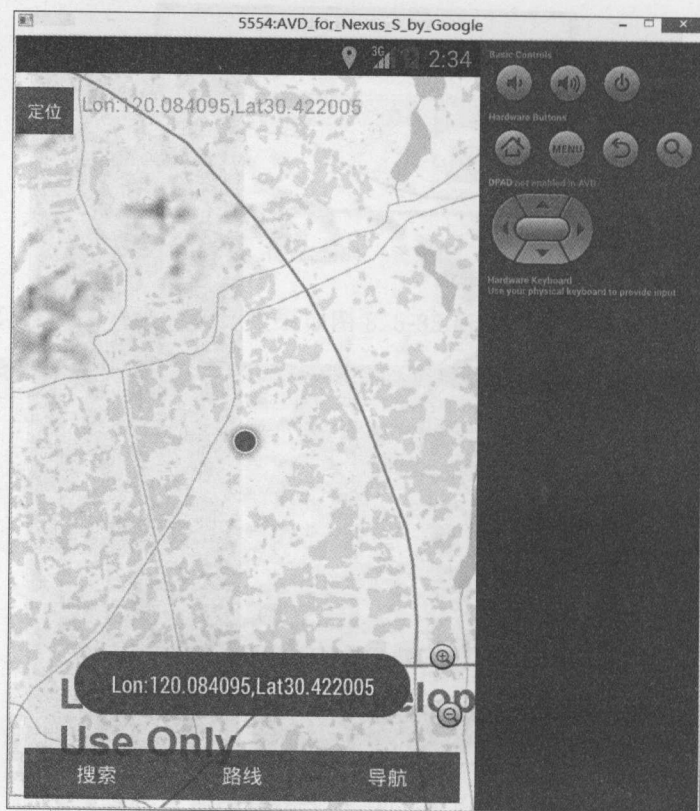 5554:AVD_for_Nexus_S_by_Google
3G 2:34
定位
Lon:120.084095,Lat30.422005
Basic Controls
Hardware Buttons
MENU
DPAD not enabled in AVD
Hardware Keyboard
Use your physical keyboard to provide input
Lon:120.084095,Lat30.422005
Use Only
搜索 路线 导航